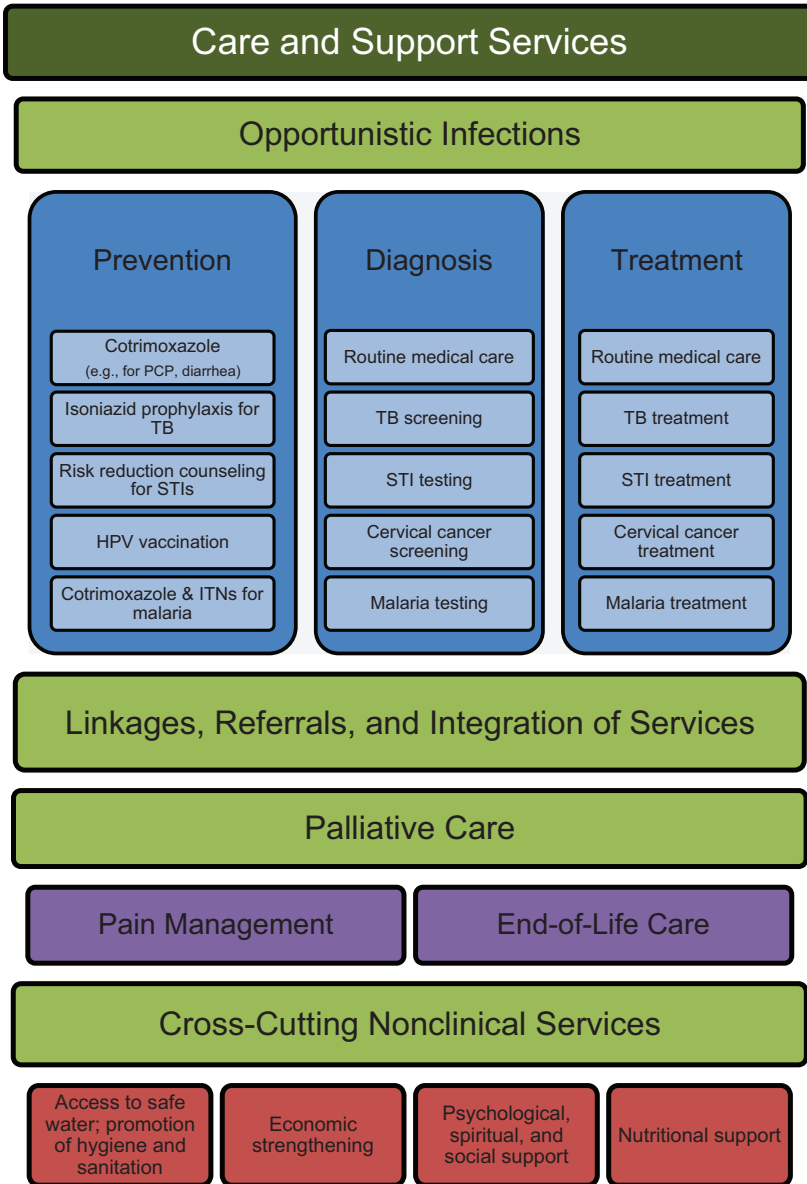 Care and Support Services
Opportunistic Infections
Prevention
Cotrimoxazole
(e.g., for PCP, diarrhea)
Isoniazid prophylaxis for
TB
Risk reduction counseling
for STIs
HPV vaccination
Cotrimoxazole & ITNs for
malaria
Diagnosis
Routine medical care
TB screening
STI testing
Cervical cancer
screening
Malaria testing
Treatment
Routine medical care
TB treatment
STI treatment
Cervical cancer
treatment
Malaria treatment
Linkages, Referrals, and Integration of Services
Palliative Care
Pain Management
End-of-Life Care
Cross-Cutting Nonclinical Services
Access to safe
water; promotion
of hygiene and
sanitation
Economic
strengthening
Psychological,
spiritual, and
social support
Nutritional support